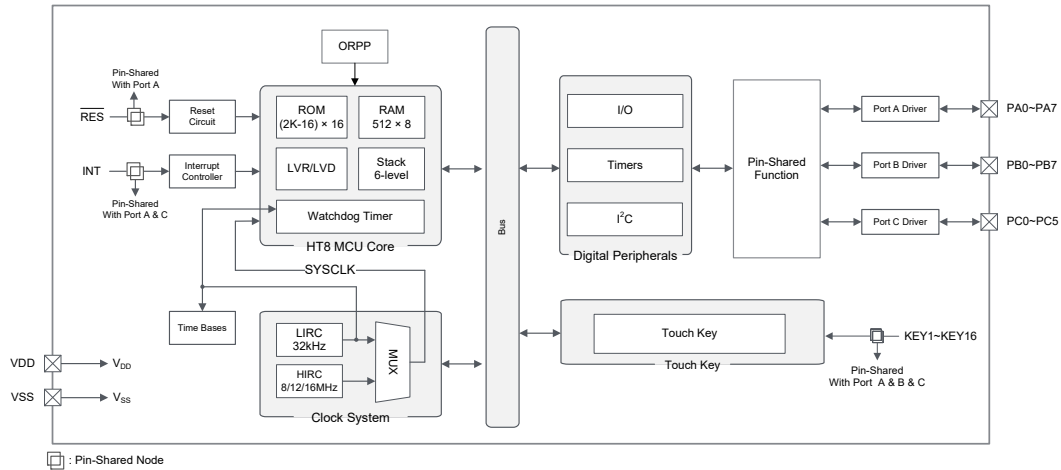 ORPP
Pin-Shared
With Port A
RES
Reset
Circuit
INT
Interrupt
Controller
Pin-Shared
With Port A & C
ROM
(2K-16) × 16
RAM
512 × 8
LVR/LVD
Stack
6-level
Watchdog Timer
HT8 MCU Core
SYSCLK
Time Bases
LIRC
32kHz
HIRC
8/12/16MHz
MUX
Clock System
VDD
VDD
VSS
VSS
Bus
I/O
Timers
I²C
Digital Peripherals
Pin-Shared
Function
Port A Driver
PA0~PA7
Port B Driver
PB0~PB7
Port C Driver
PC0~PC5
Touch Key
Touch Key
KEY1~KEY16
Pin-Shared
With Port A & B & C
: Pin-Shared Node